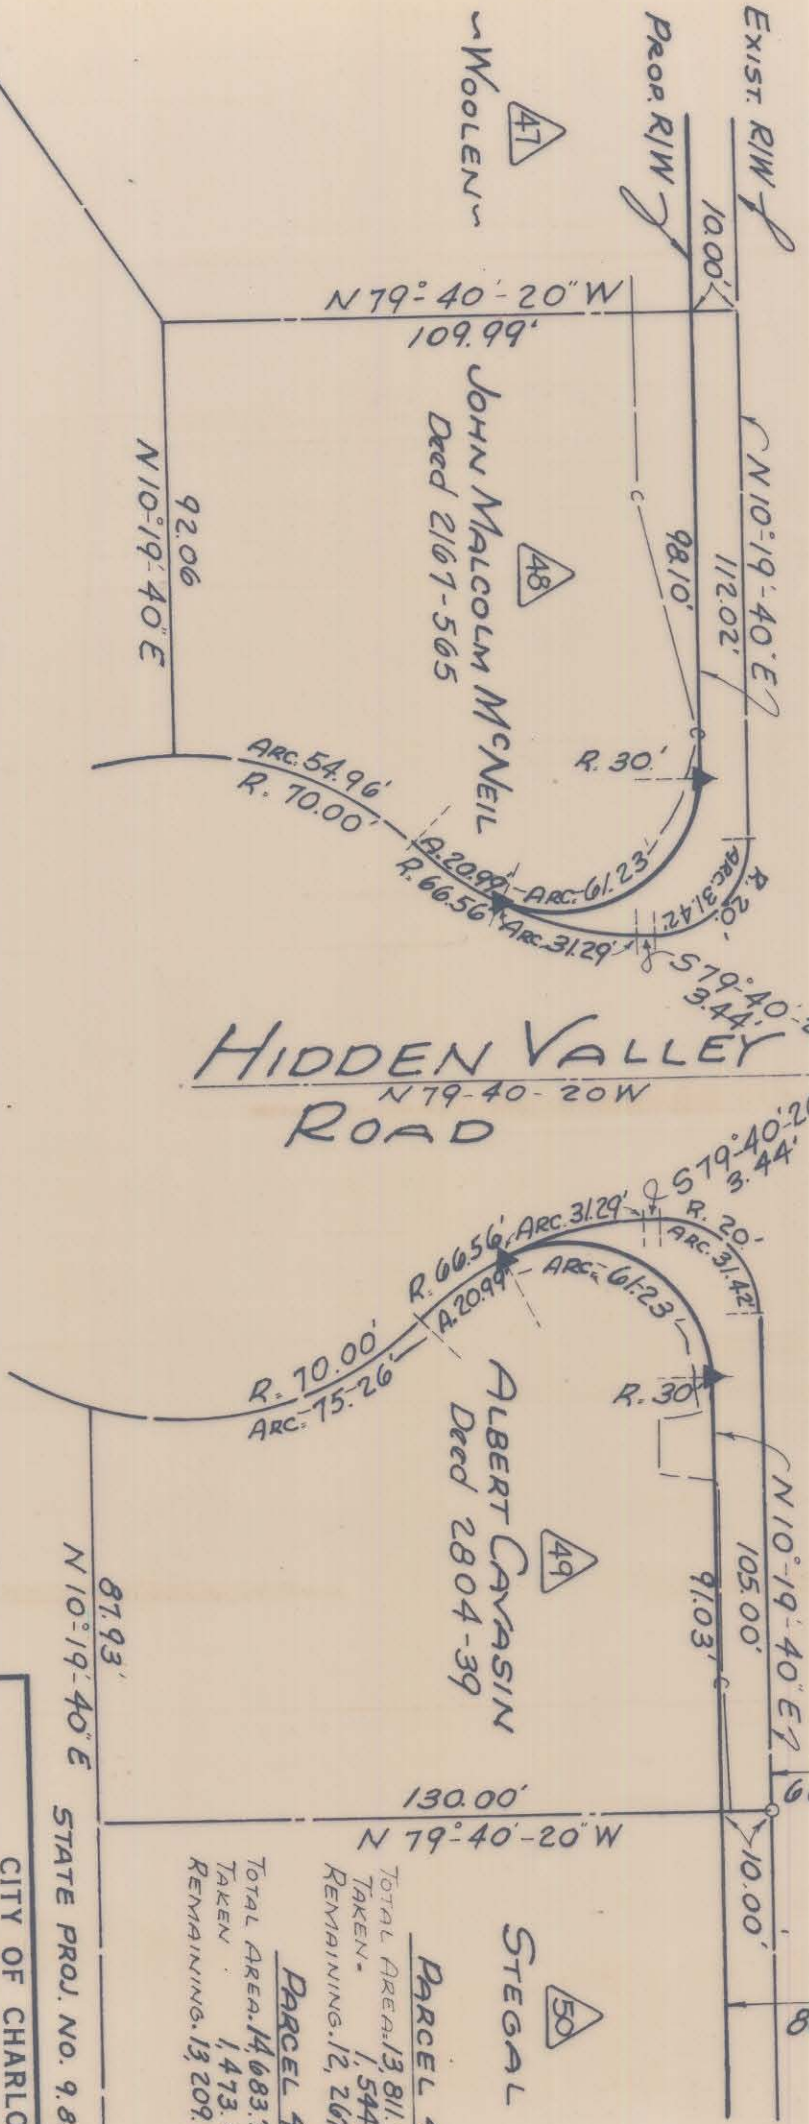 EXIST. R/W
PROP. R/W
10.00'
47
~WOOLEN~
N 79°-40'-20" W
109.99'
N 10°-19'-40" E
112.02'
98.10'
48
JOHN MALCOLM McNEIL
Deed 2167-565
92.06
N 10°-19'-40" E
C
C
R. 30'
ARC. 54.96'
R. 70.00'
A. 20.99'
R. 66.56'
ARC. 61.23
ARC. 31.29'
R. 20'
ARC. 31.42'
S 79°-40'
3.44'
HIDDEN VALLEY
N 79-40-20 W
ROAD
S 79°-40'
3.44'
R. 20'
ARC. 31.42'
ARC. 31.29'
R. 66.56'
ARC. 61.23'
A. 20.99'
R. 70.00'
ARC. 75.26'
R. 30'
49
ALBERT CAVASIN
Deed 2804-39
N 10°-19'-40" E
105.00'
91.03'
C
87.93'
N 10°-19'-40" E
130.00'
N 79°-40'-20" W
10.00'
8
50
STEGAL
PARCEL
TOTAL AREA. 13,811.
TAKEN- 1,544
REMAINING. 12,26
PARCEL
TOTAL AREA. 14,683.
TAKEN. 1,473.
REMAINING. 13,209.
STATE PROJ. NO. 9.8
CITY OF CHARLO